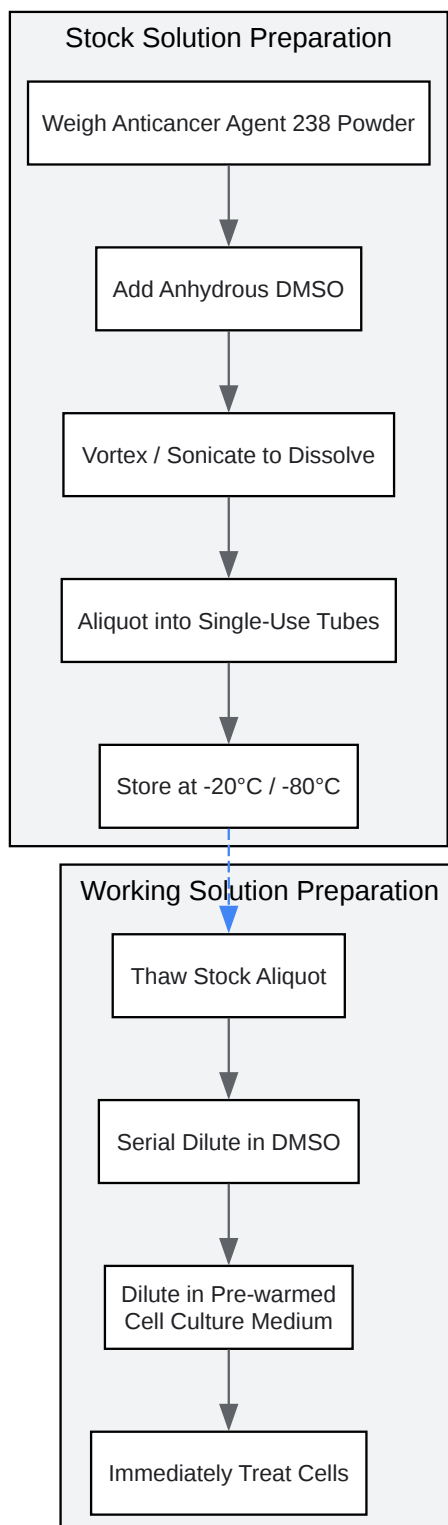 Stock Solution Preparation
Weigh Anticancer Agent 238 Powder
Add Anhydrous DMSO
Vortex / Sonicate to Dissolve
Aliquot into Single-Use Tubes
Store at -20°C / -80°C
Working Solution Preparation
Thaw Stock Aliquot
Serial Dilute in DMSO
Dilute in Pre-warmed
Cell Culture Medium
Immediately Treat Cells